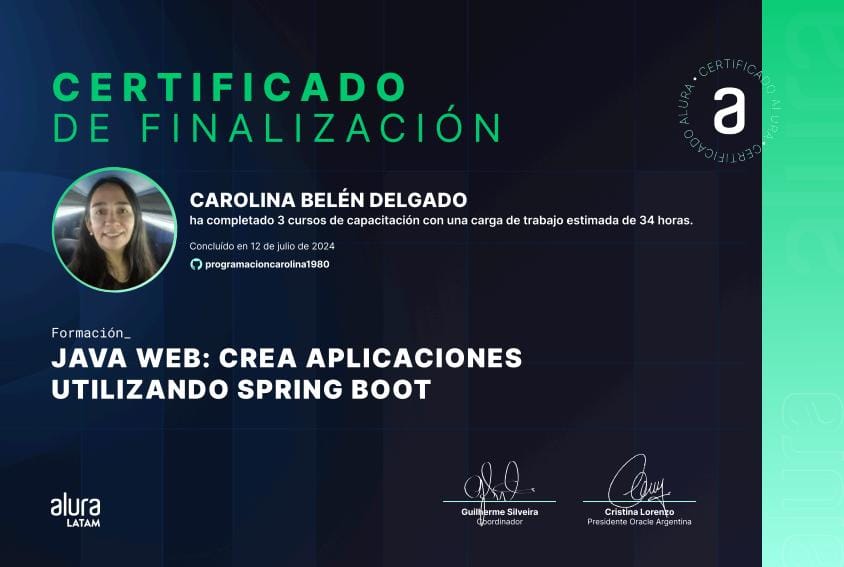 CERTIFICADO
DE FINALIZACIÓN
CERTIFICADO ALURA • CERTIFICADO ALURA •
a
CAROLINA BELÉN DELGADO
ha completado 3 cursos de capacitación con una carga de trabajo estimada de 34 horas.
Concluído en 12 de julio de 2024
programacioncarolina1980
Formación_
JAVA WEB: CREA APLICACIONES
UTILIZANDO SPRING BOOT
alura
LATAM
Guilherme Silveira
Coordinador
Cristina Lorenzo
Presidente Oracle Argentina
alura
alura